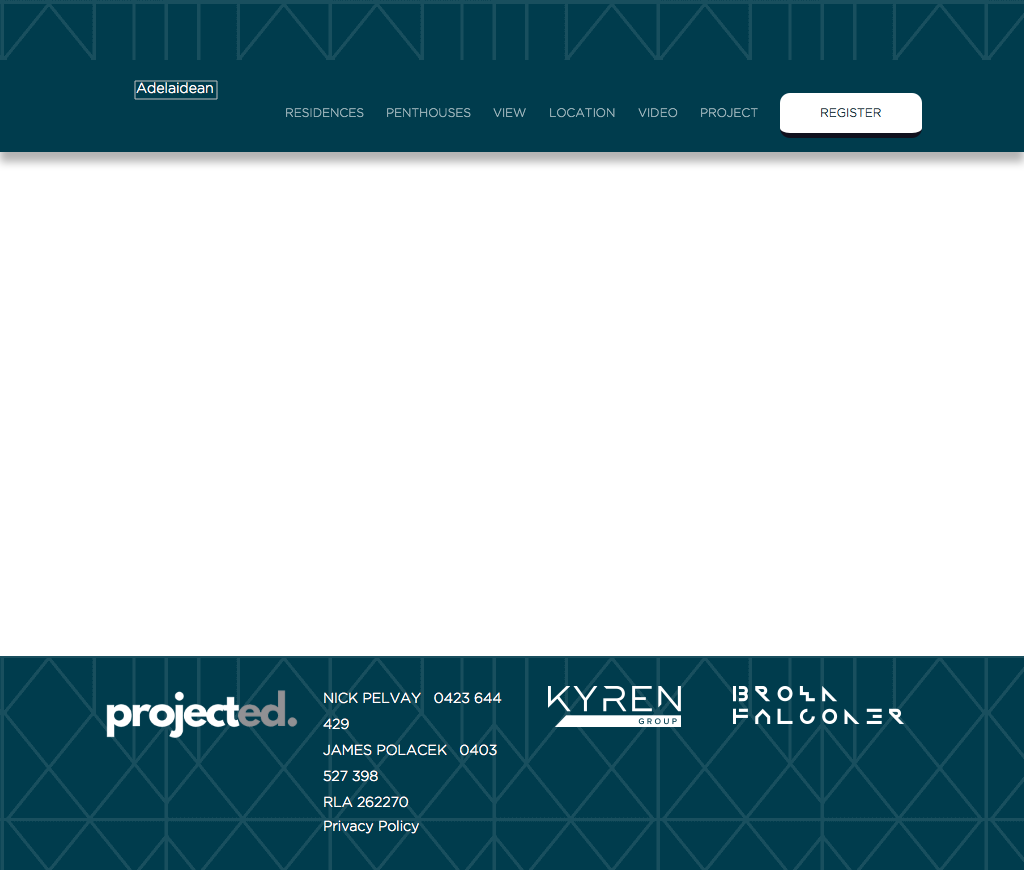 Adelaidean
RESIDENCES PENTHOUSES VIEW LOCATION VIDEO PROJECT REGISTER
projected.
NICK PELVAY 0423 644
429
JAMES POLACEK 0403
527 398
RLA 262270
Privacy Policy
KYREN
GROUP
BROWN
FALCONER